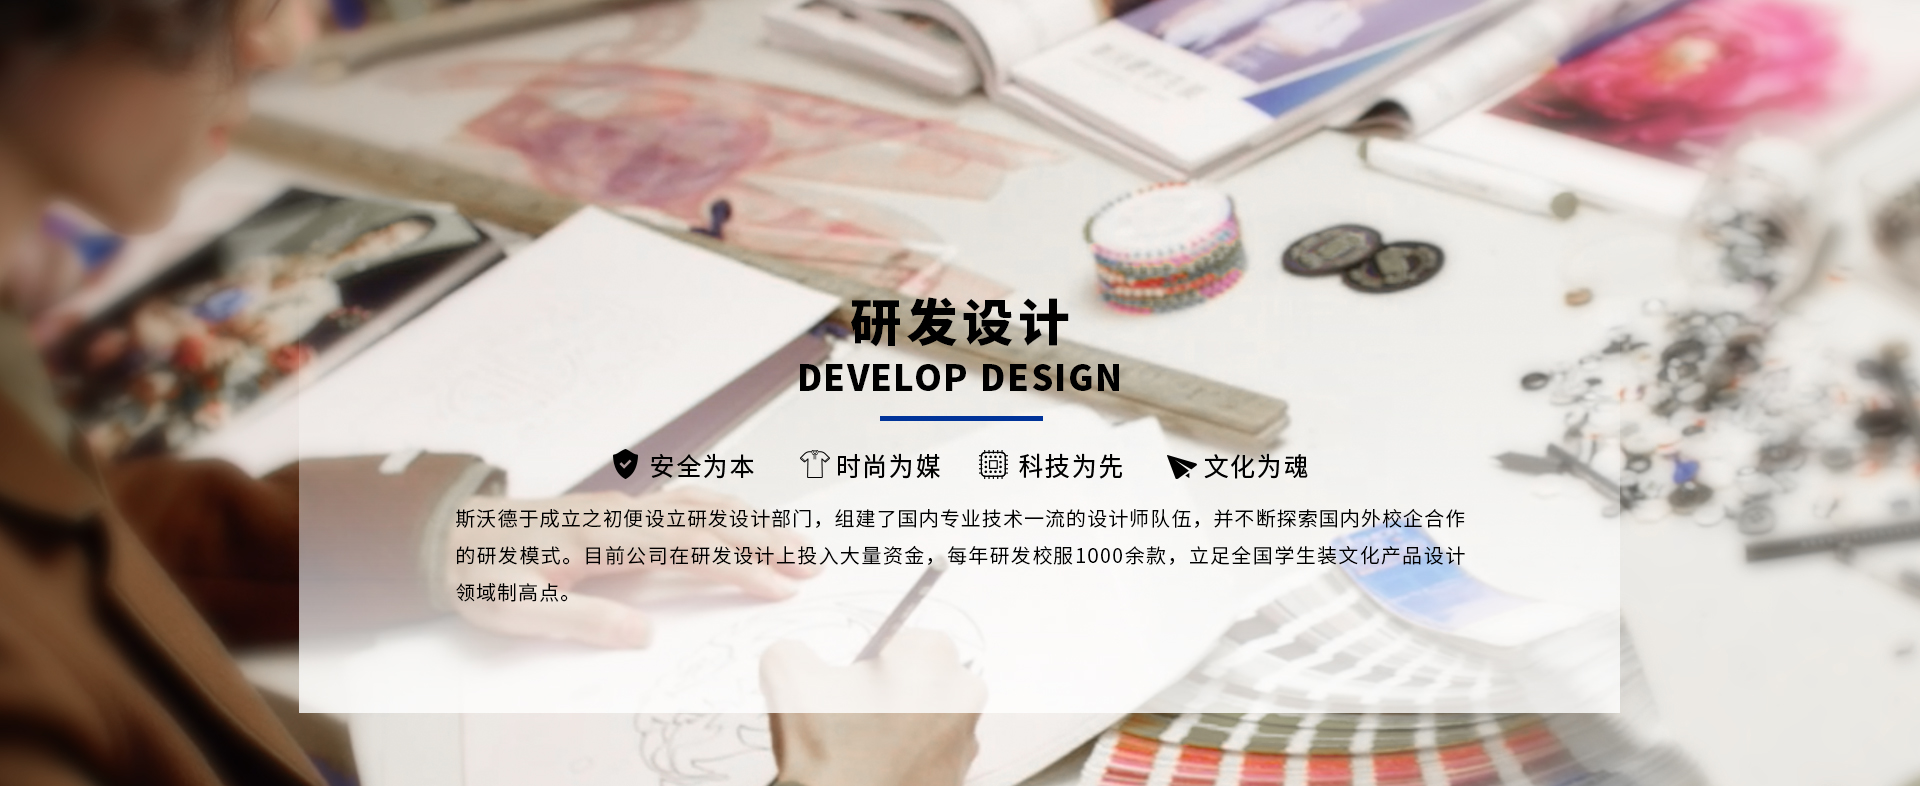 研发设计
DEVELOP DESIGN
安全为本 时尚为媒 科技为先 文化为魂
斯沃德于成立之初便设立研发设计部门，组建了国内专业技术一流的设计师队伍，并不断探索国内外校企合作
的研发模式。目前公司在研发设计上投入大量资金，每年研发校服1000余款，立足全国学生装文化产品设计
领域制高点。